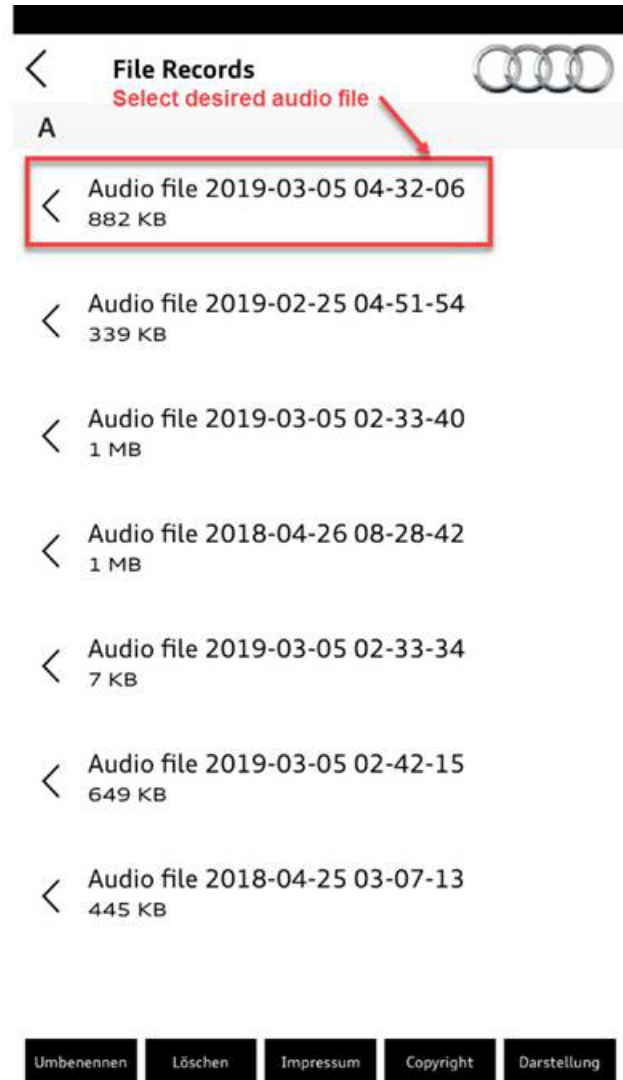 File Records
Select desired audio file
A
Audio file 2019-03-05 04-32-06
882 KB
Audio file 2019-02-25 04-51-54
339 KB
Audio file 2019-03-05 02-33-40
1 MB
Audio file 2018-04-26 08-28-42
1 MB
Audio file 2019-03-05 02-33-34
7 KB
Audio file 2019-03-05 02-42-15
649 KB
Audio file 2018-04-25 03-07-13
445 KB
Umbenennen Löschen Impressum Copyright Darstellung